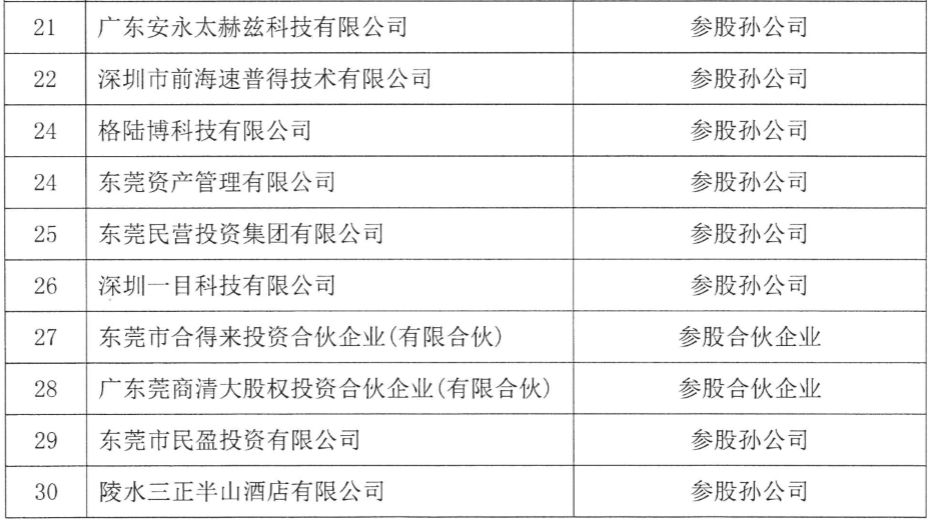 21 广东安永太赫兹科技有限公司 参股孙公司
22 深圳市前海速普得技术有限公司 参股孙公司
24 格陆博科技有限公司 参股孙公司
24 东莞资产管理有限公司 参股孙公司
25 东莞民营投资集团有限公司 参股孙公司
26 深圳一目科技有限公司 参股孙公司
27 东莞市合得来投资合伙企业(有限合伙) 参股合伙企业
28 广东莞商清大股权投资合伙企业(有限合伙) 参股合伙企业
29 东莞市民盈投资有限公司 参股孙公司
30 陵水三正半山酒店有限公司 参股孙公司